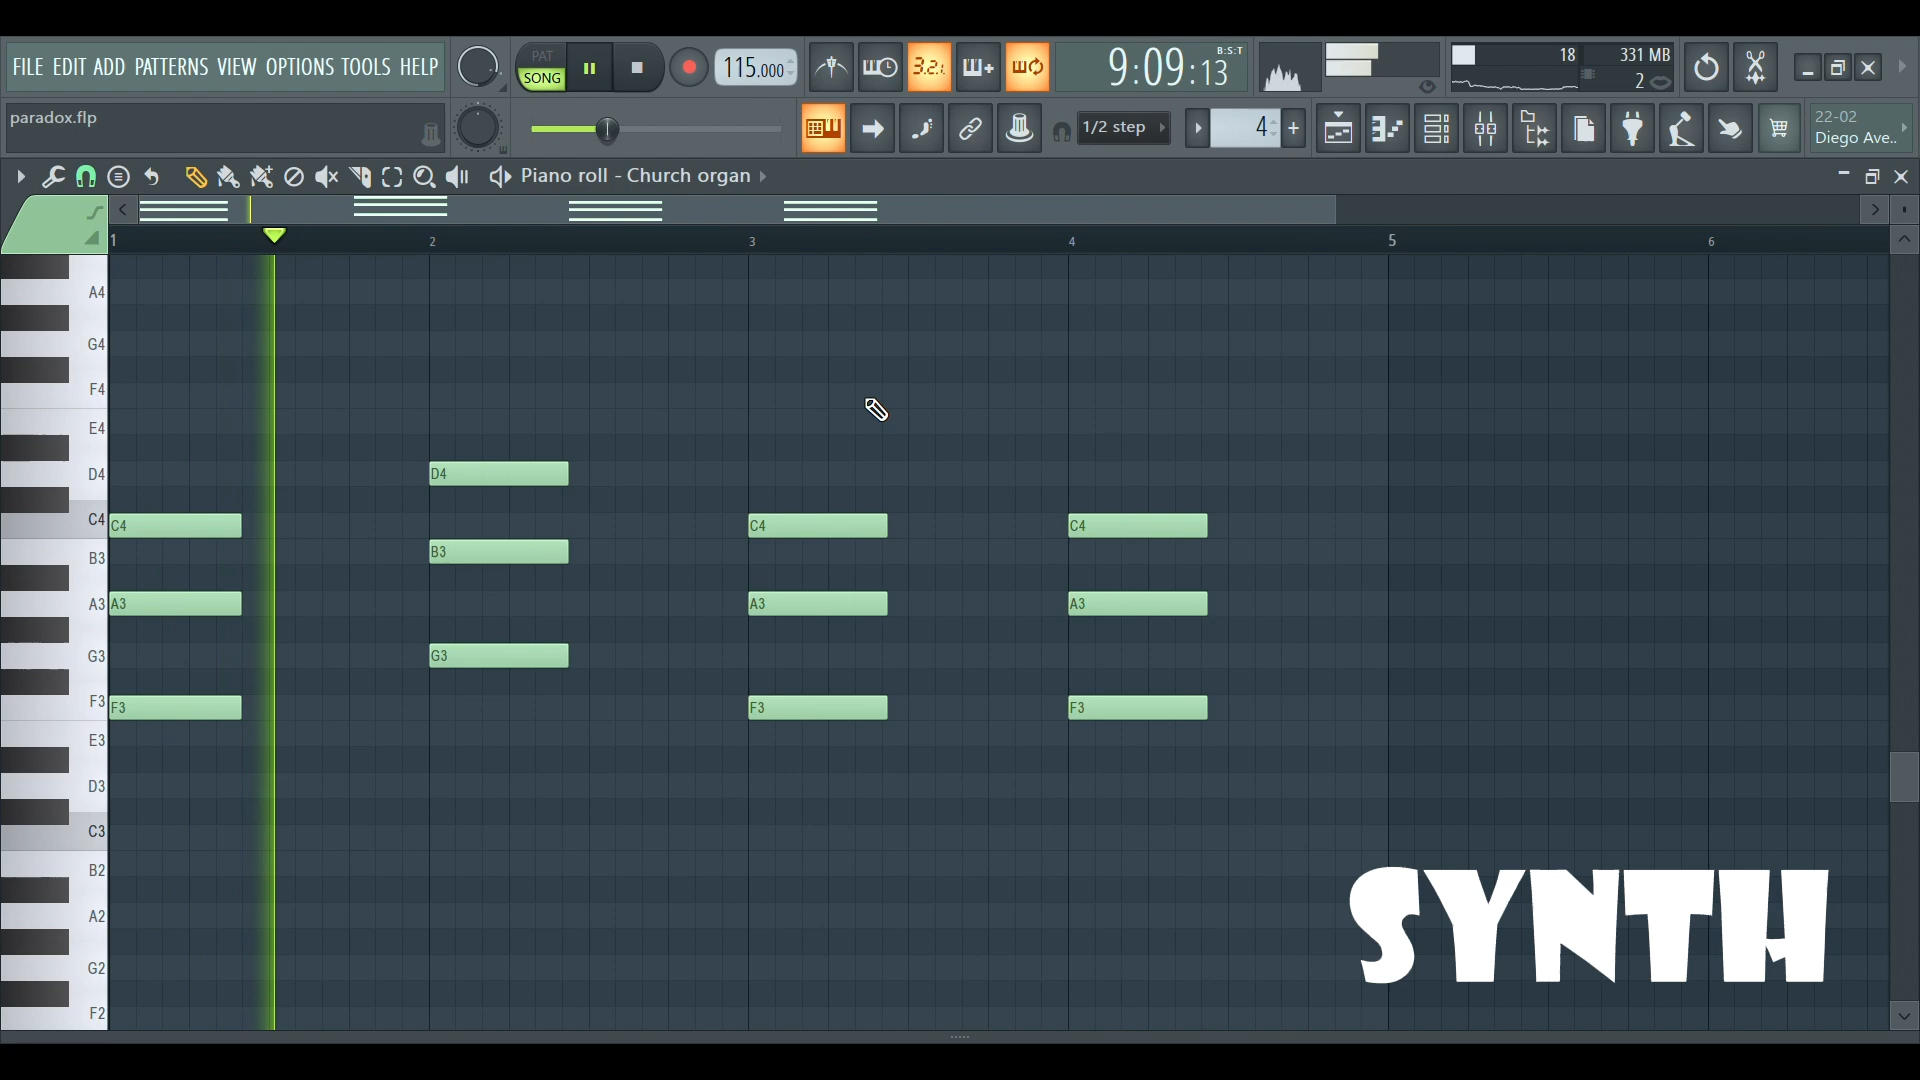 FILE EDIT ADD PATTERNS VIEW OPTIONS TOOLS HELP
PAT
SONG
115.000
3.2.1
9:09:13
B:S:T
18
331 MB
2
paradox.flp
1/2 step
4
22-02
Diego Ave..
Piano roll - Church organ
1 2 3 4 5 6
A4
G4
F4
E4
D4 D4
C4 C4 C4 C4
B3 B3
A3 A3 A3 A3
G3 G3
F3 F3 F3 F3
E3
D3
C3
B2
A2
G2
F2
SYNTH